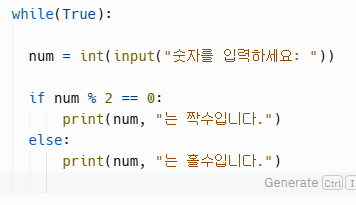 while(True):
num = int(input("숫자를 입력하세요: "))
if num % 2 == 0:
print(num, "는 짝수입니다.")
else:
print(num, "는 홀수입니다.")
Generate Ctrl I